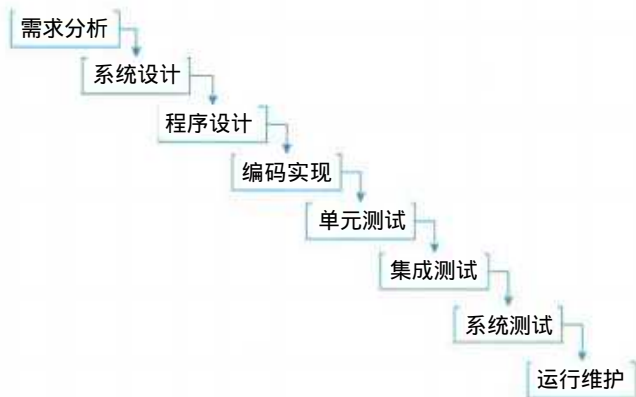 需求分析
系统设计
程序设计
编码实现
单元测试
集成测试
系统测试
运行维护